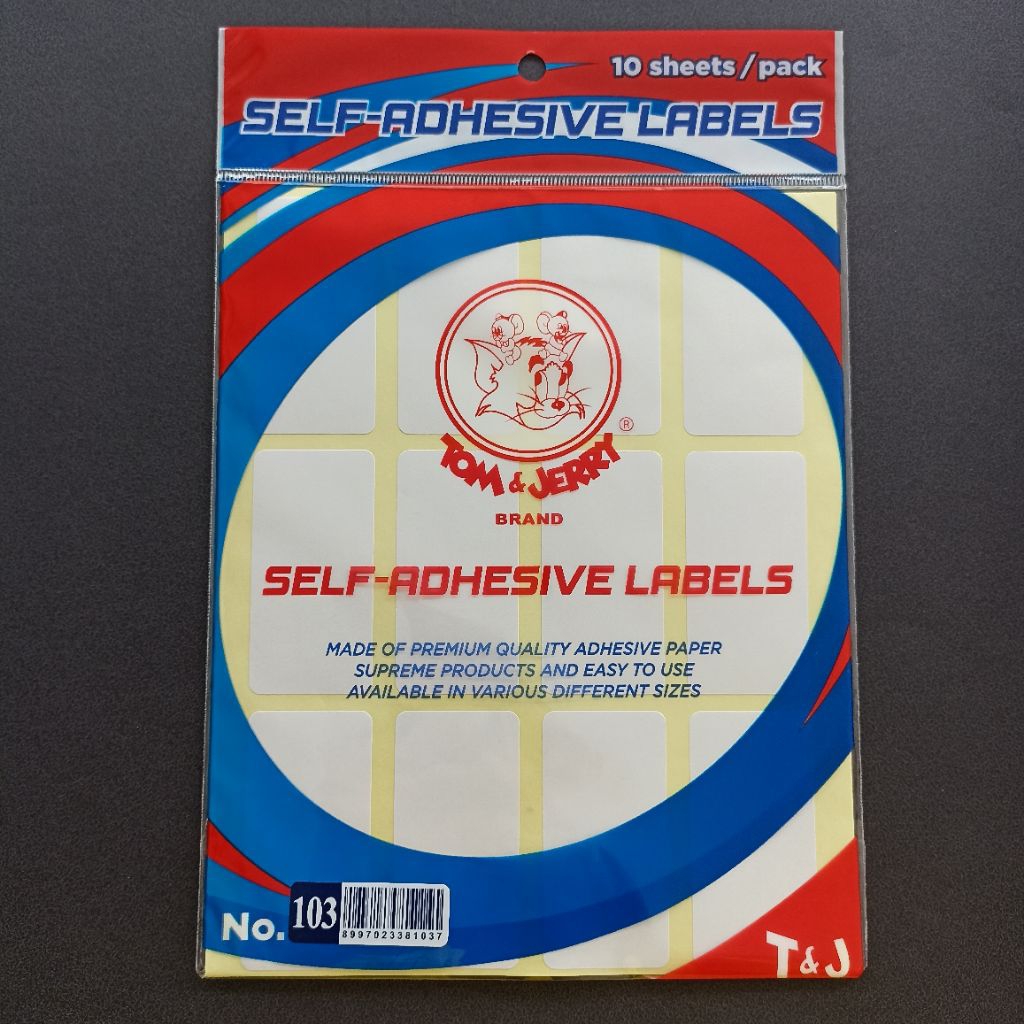 10 sheets/pack
SELF-ADHESIVE LABELS
®
TOM & JERRY
BRAND
SELF-ADHESIVE LABELS
MADE OF PREMIUM QUALITY ADHESIVE PAPER
SUPREME PRODUCTS AND EASY TO USE
AVAILABLE IN VARIOUS DIFFERENT SIZES
No. 103
8997023381037
T&J